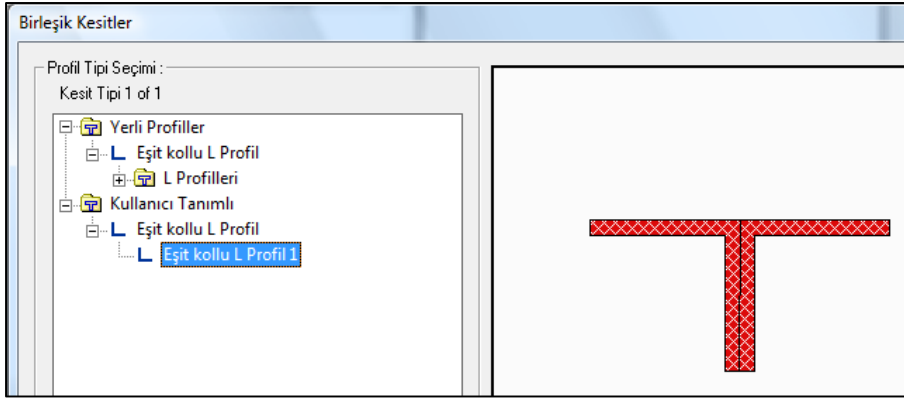 Birleşik Kesitler
Profil Tipi Seçimi :
Kesit Tipi 1 of 1
Yerli Profiller
Eşit kollu L Profil
L Profilleri
Kullanıcı Tanımlı
Eşit kollu L Profil
Eşit kollu L Profil 1